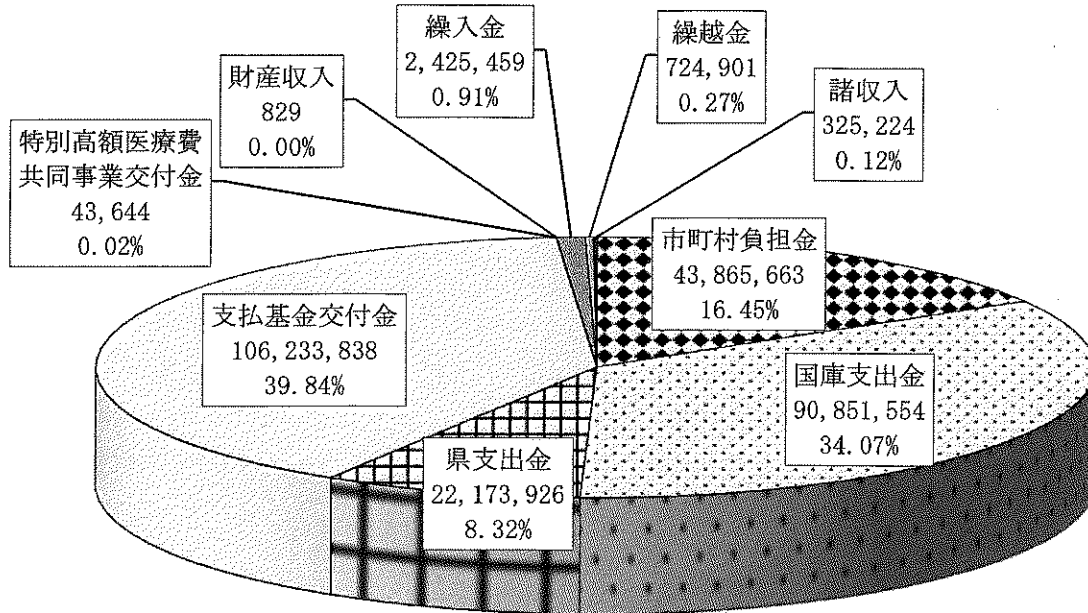 繰入金
2,425,459
0.91%
繰越金
724,901
0.27%
財産収入
829
0.00%
諸収入
325,224
0.12%
特別高額医療費
共同事業交付金
43,644
0.02%
市町村負担金
43,865,663
16.45%
支払基金交付金
106,233,838
39.84%
国庫支出金
90,851,554
34.07%
県支出金
22,173,926
8.32%